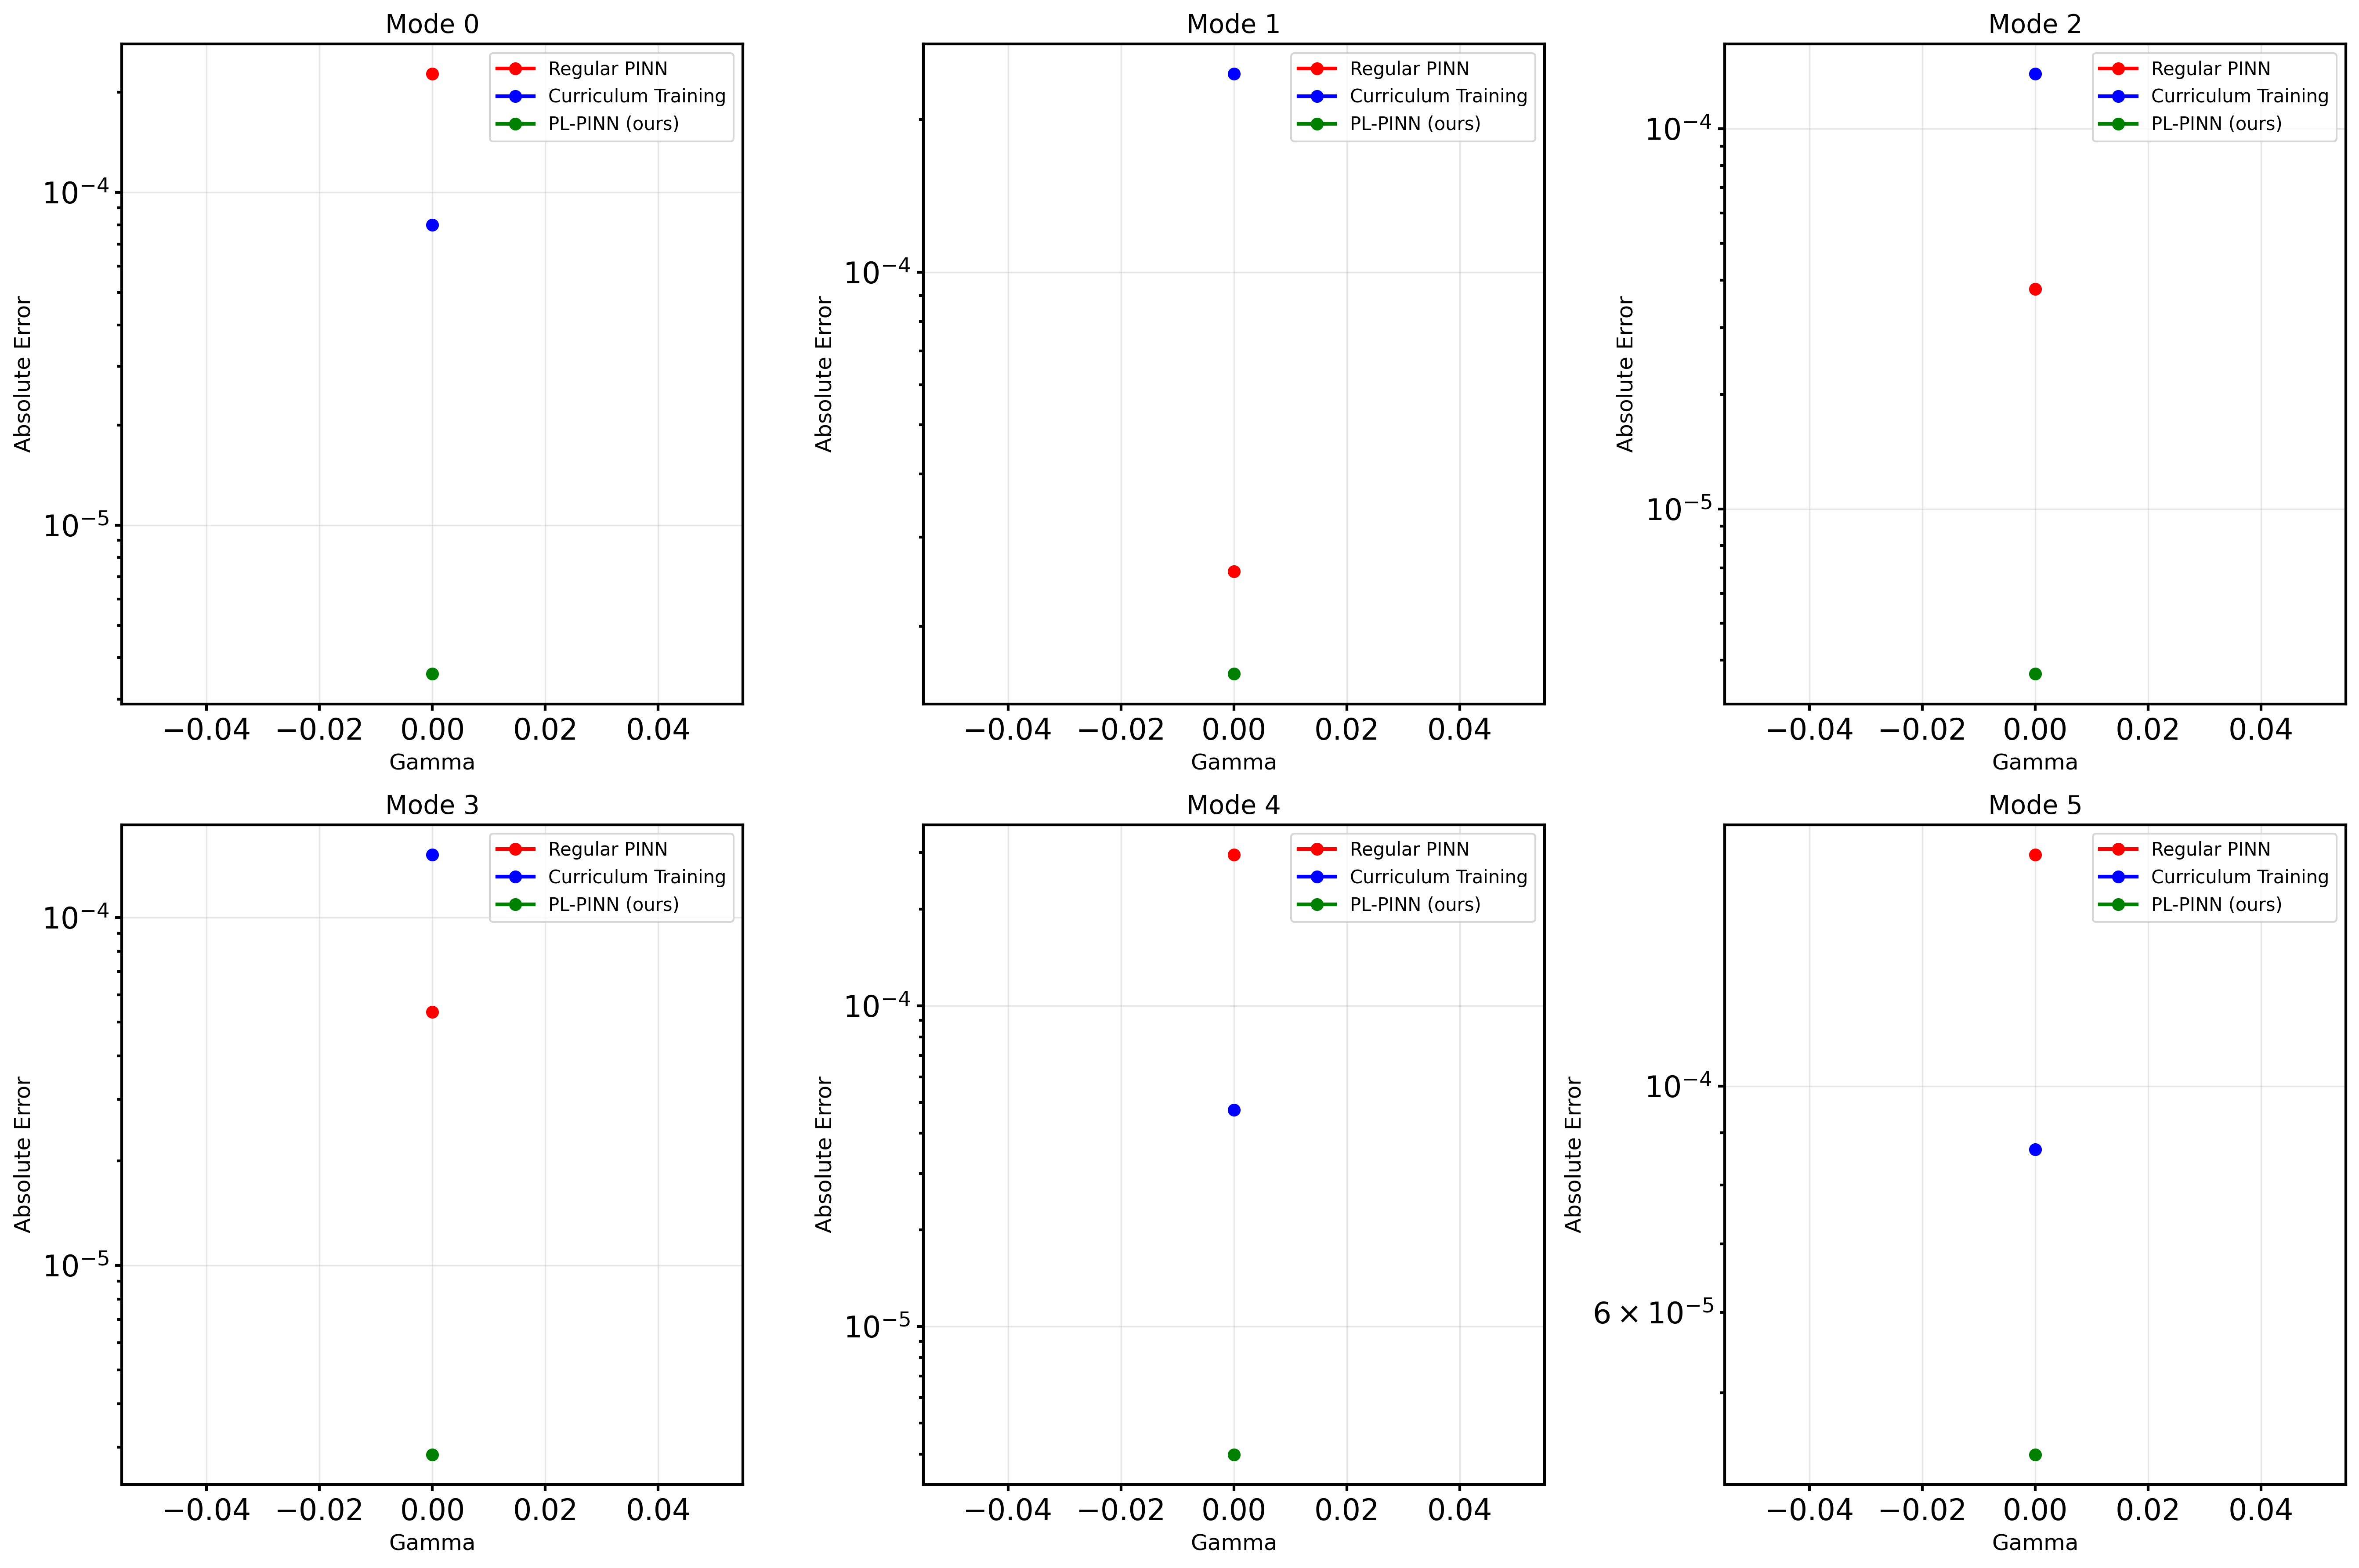 Mode 0
Regular PINN
Curriculum Training
PL-PINN (ours)
10⁻⁴
10⁻⁵
Absolute Error
−0.04 −0.02 0.00 0.02 0.04
Gamma
Mode 1
Regular PINN
Curriculum Training
PL-PINN (ours)
10⁻⁴
Absolute Error
−0.04 −0.02 0.00 0.02 0.04
Gamma
Mode 2
Regular PINN
Curriculum Training
PL-PINN (ours)
10⁻⁴
10⁻⁵
Absolute Error
−0.04 −0.02 0.00 0.02 0.04
Gamma
Mode 3
Regular PINN
Curriculum Training
PL-PINN (ours)
10⁻⁴
10⁻⁵
Absolute Error
−0.04 −0.02 0.00 0.02 0.04
Gamma
Mode 4
Regular PINN
Curriculum Training
PL-PINN (ours)
10⁻⁴
10⁻⁵
Absolute Error
−0.04 −0.02 0.00 0.02 0.04
Gamma
Mode 5
Regular PINN
Curriculum Training
PL-PINN (ours)
10⁻⁴
6 × 10⁻⁵
Absolute Error
−0.04 −0.02 0.00 0.02 0.04
Gamma